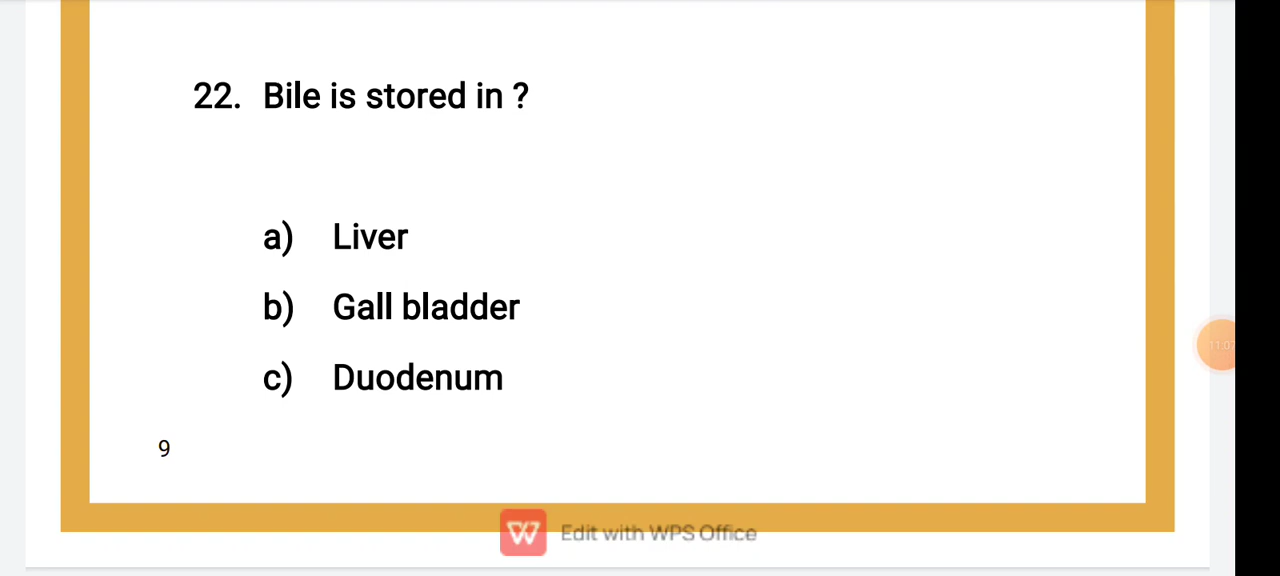 22. Bile is stored in ?
a) Liver
b) Gall bladder
c) Duodenum
9
Edit with WPS Office